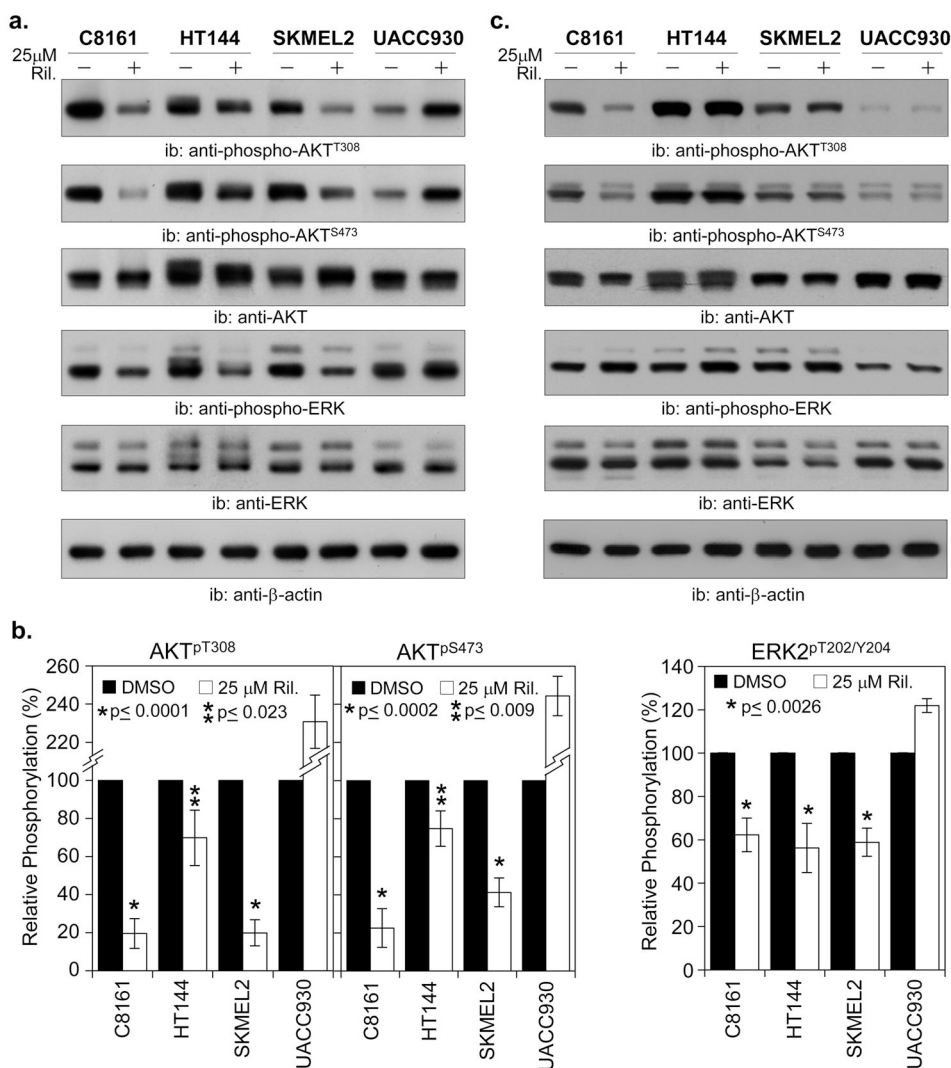 a.
C8161 HT144 SKMEL2 UACC930
25μM
Ril. − + − + − + − +
ib: anti-phospho-AKT^T308
ib: anti-phospho-AKT^S473
ib: anti-AKT
ib: anti-phospho-ERK
ib: anti-ERK
ib: anti-β-actin
c.
C8161 HT144 SKMEL2 UACC930
25μM
Ril. − + − + − + − +
ib: anti-phospho-AKT^T308
ib: anti-phospho-AKT^S473
ib: anti-AKT
ib: anti-phospho-ERK
ib: anti-ERK
ib: anti-β-actin
b.
AKT^pT308
Relative Phosphorylation (%)
260
240
220
100
80
60
40
20
0
DMSO 25 μM Ril.
* p≤ 0.0001 ** p≤ 0.023
* ** *
C8161 HT144 SKMEL2 UACC930
AKT^pS473
DMSO 25 μM Ril.
* p≤ 0.0002 ** p≤ 0.009
* ** *
C8161 HT144 SKMEL2 UACC930
ERK2^pT202/Y204
Relative Phosphorylation (%)
140
120
100
80
60
40
20
0
DMSO 25 μM Ril.
* p≤ 0.0026
* * *
C8161 HT144 SKMEL2 UACC930